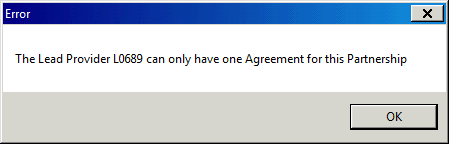 Error
The Lead Provider L0689 can only have one Agreement for this Partnership
OK